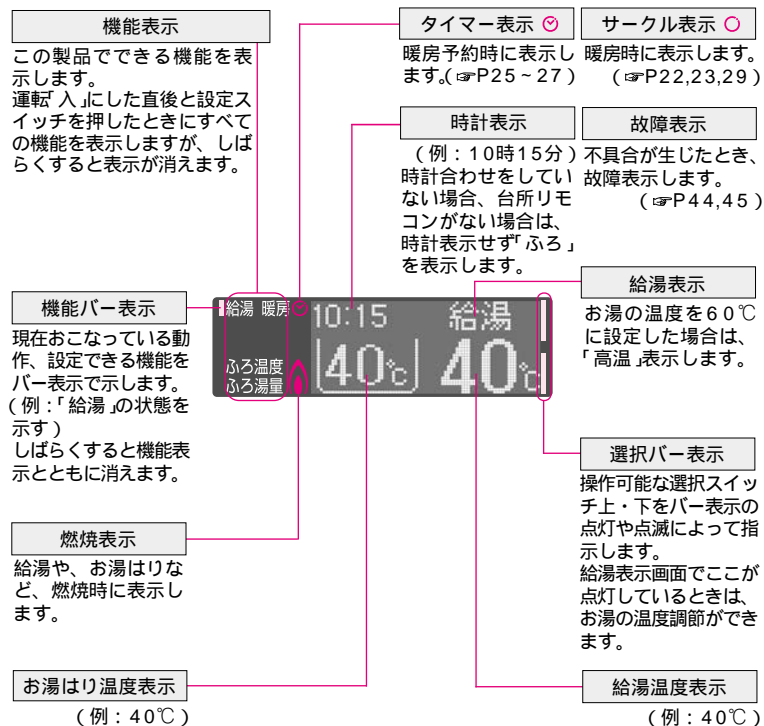 機能表示
この製品でできる機能を表
示します。
運転「入」にした直後と設定ス
イッチを押したときにすべて
の機能を表示しますが、しば
らくすると表示が消えます。
タイマー表示
暖房予約時に表示し
ます。(☞P25～27)
サークル表示 ○
暖房時に表示します。
(☞P22,23,29)
時計表示
(例：10時15分)
時計合わせをしてい
ない場合、台所リモ
コンがない場合は、
時計表示せず「ふろ」
を表示します。
故障表示
不具合が生じたとき、
故障表示します。
(☞P44,45)
給湯表示
お湯の温度を60℃
に設定した場合は、
「高温」表示します。
機能バー表示
現在おこなっている動
作、設定できる機能を
バー表示で示します。
(例：「給湯」の状態を
示す)
しばらくすると機能表
示とともに消えます。
給湯 暖房
ふろ温度
ふろ湯量
10:15
給湯
40℃
40℃
選択バー表示
操作可能な選択スイッ
チ上・下をバー表示の
点灯や点滅によって指
示します。
給湯表示画面でここが
点灯しているときは、
お湯の温度調節ができ
ます。
燃焼表示
給湯や、お湯はりな
ど、燃焼時に表示し
ます。
お湯はり温度表示
(例：40℃)
給湯温度表示
(例：40℃)